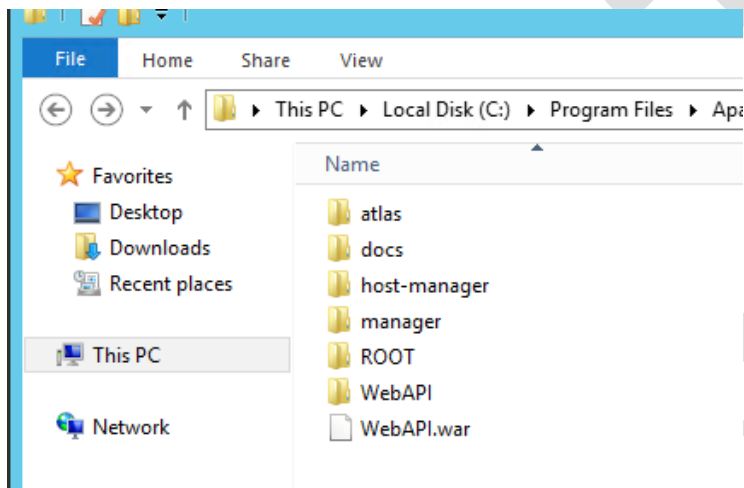 File Home Share View
This PC Local Disk (C:) Program Files
Favorites
Desktop
Downloads
Recent places
This PC
Network
Name
atlas
docs
host-manager
manager
ROOT
WebAPI
WebAPI.war